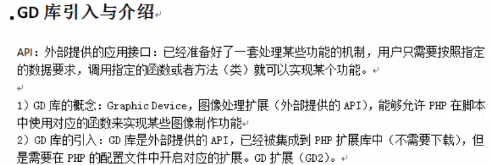 GD 库引入与介绍
API：外部提供的应用接口：已经准备好了一套处理某些功能的机制，用户只需要按照指定
的数据要求，调用指定的函数或者方法（类）就可以实现某个功能。
1）GD 库的概念：Graphic Device，图像处理扩展（外部提供的 API），能够允许 PHP 在脚本
中使用对应的函数来实现某些图像制作功能
2）GD 库的引入：GD 库是外部提供的 API，已经被集成到 PHP 扩展库中（不需要下载），但
是需要在 PHP 的配置文件中开启对应的扩展。GD 扩展（GD2）。